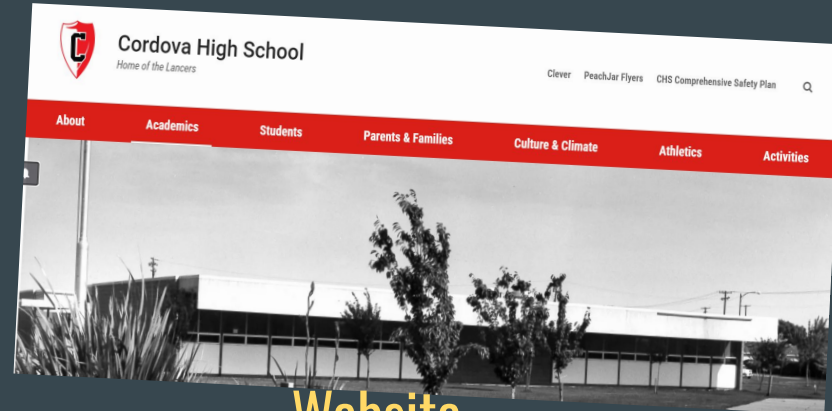 C
Cordova High School
Home of the Lancers
Clever PeachJar Flyers CHS Comprehensive Safety Plan
About Academics Students Parents & Families Culture & Climate Athletics Activities
Website